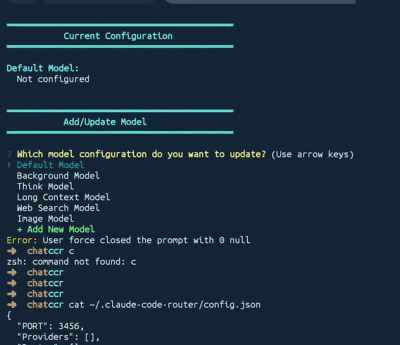 Current Configuration
Default Model:
Not configured
Add/Update Model
? Which model configuration do you want to update? (Use arrow keys)
› Default Model
Background Model
Think Model
Long Context Model
Web Search Model
Image Model
+ Add New Model
Error: User force closed the prompt with 0 null
➜ chatccr c
zsh: command not found: c
➜ chatccr
➜ chatccr
➜ chatccr
➜ chatccr cat ~/.claude-code-router/config.json
{
"PORT": 3456,
"Providers": [],